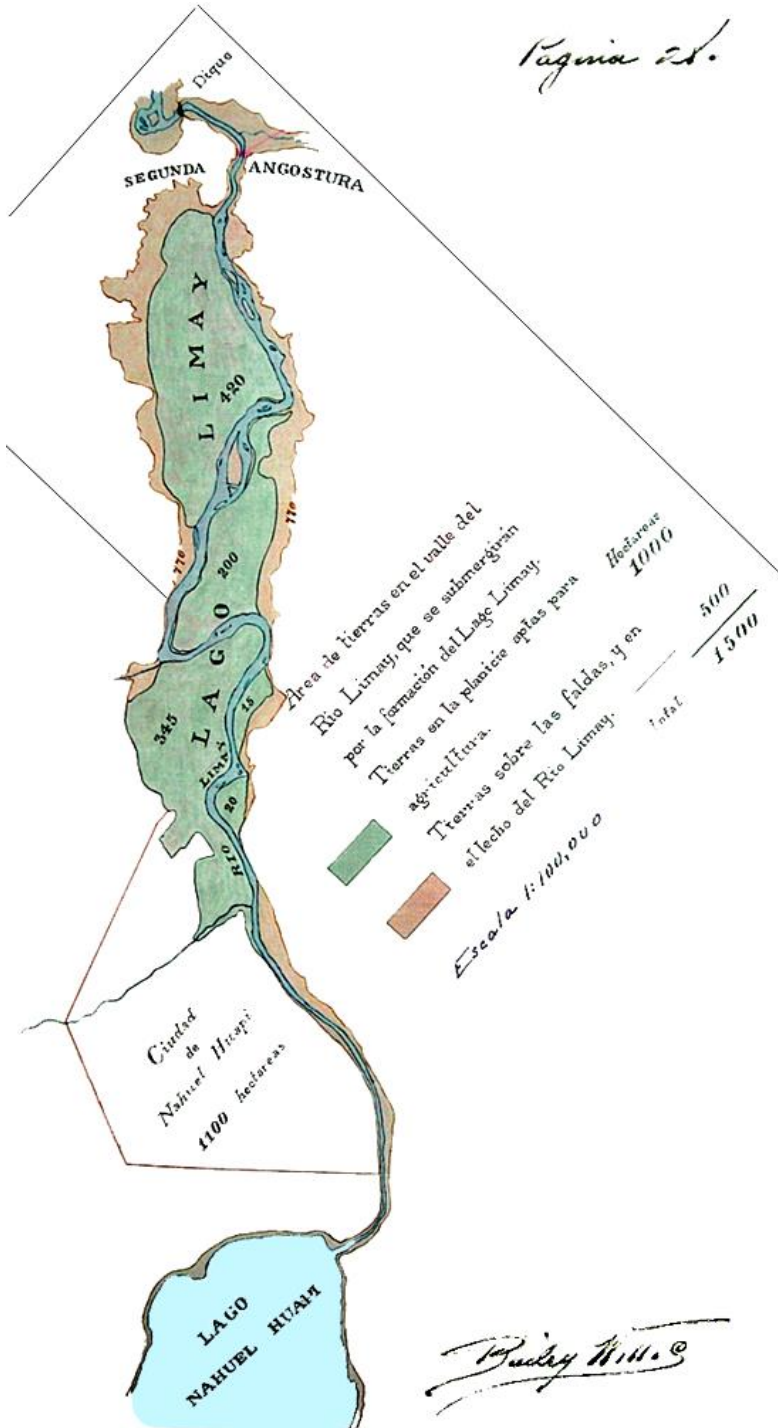 Pagina 28.
Dique
SEGUNDA ANGOSTURA
LAGO LIMAY
420
770
770
200
345
15
20
RIO LIMAY
Area de tierras en el valle del
Rio Limay, que se submergirán
por la formación del Lago Limay.
Hectareas
Tierras en la planicie aptas para
agricultura. 1000
Tierras sobre las faldas, y en
el lecho del Rio Limay. 500
Total 1500
Escala 1:100,000
Ciudad
de
Nahuel Huapi
1100 hectareas
LAGO
NAHUEL HUAPI
Bailey Willis